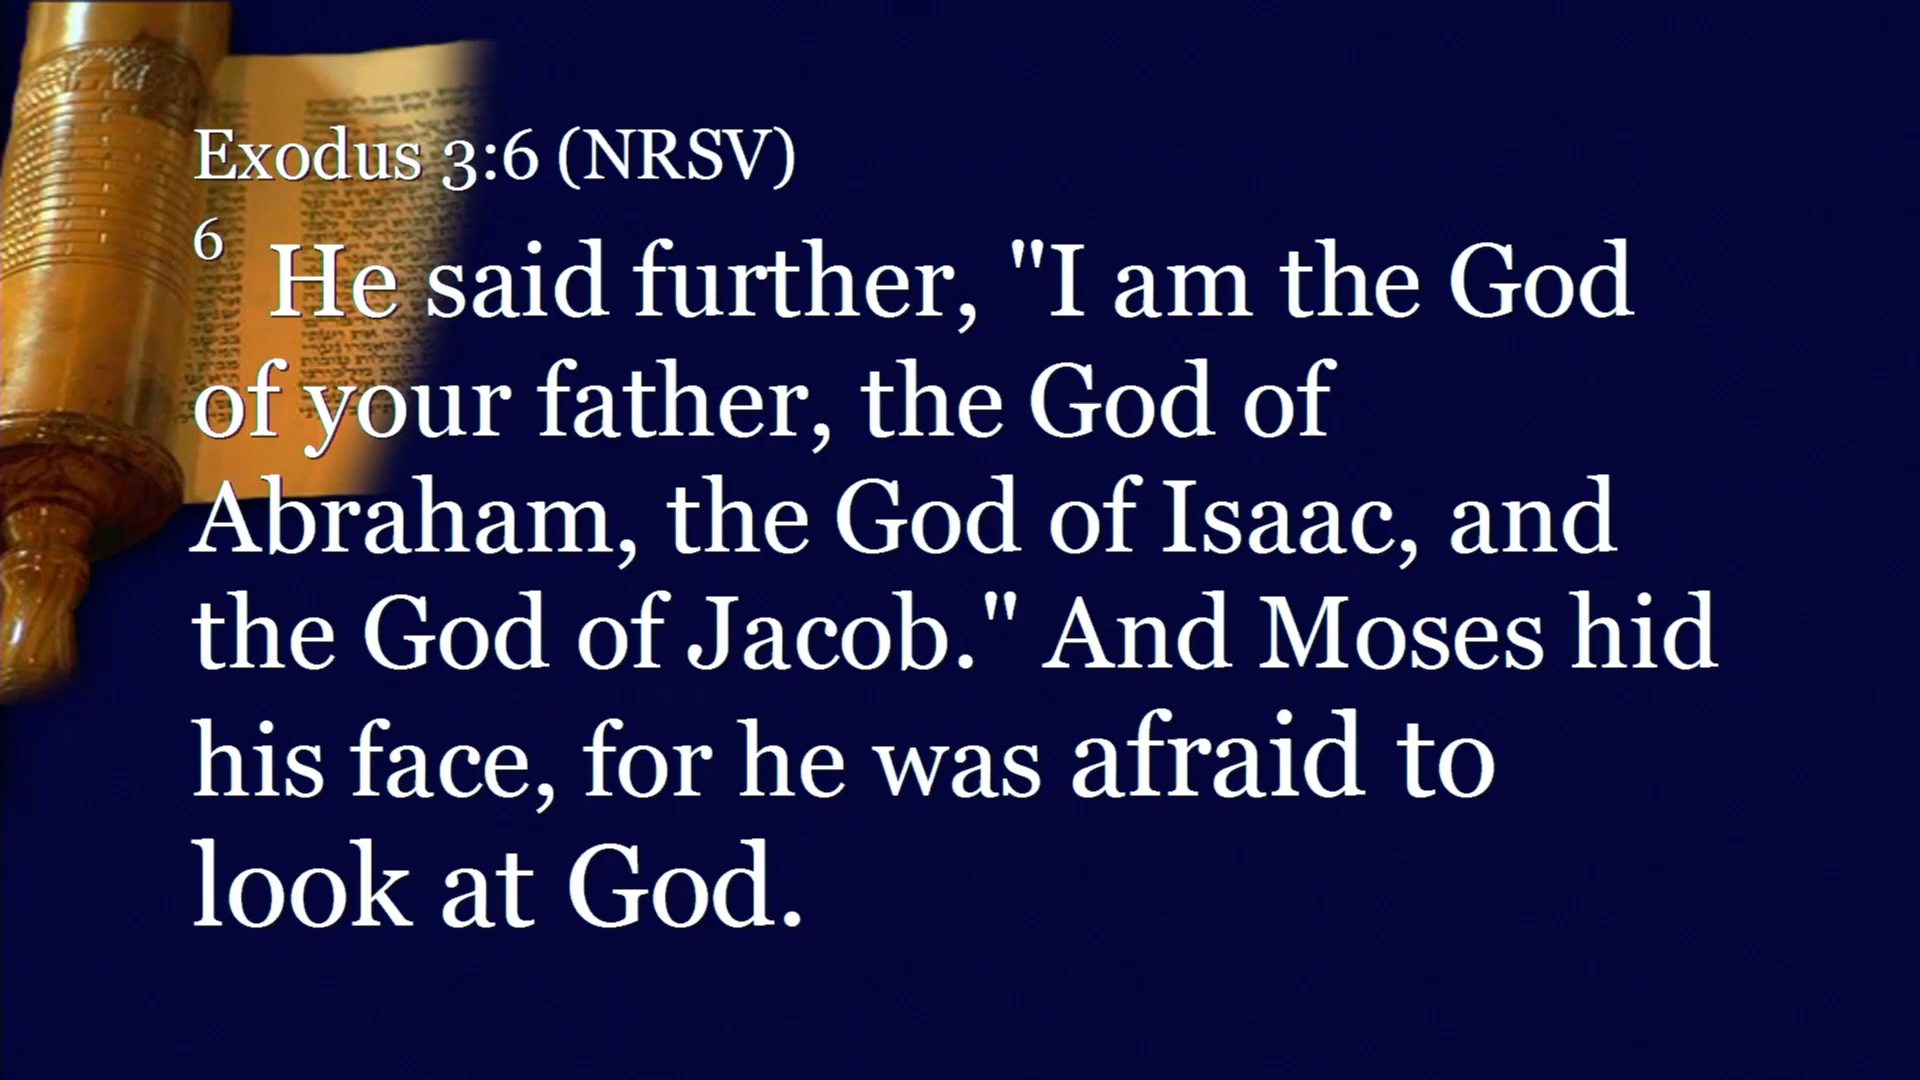 Exodus 3:6 (NRSV)
6 He said further, "I am the God
of your father, the God of
Abraham, the God of Isaac, and
the God of Jacob." And Moses hid
his face, for he was afraid to
look at God.